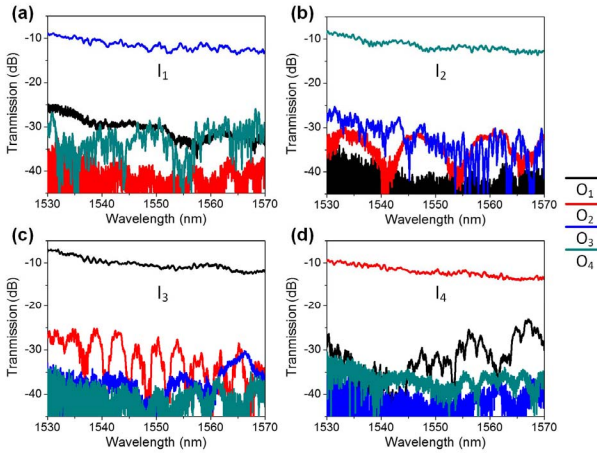 (a)
-10
-20
-30
-40
Tranmission (dB)
I1
1530 1540 1550 1560 1570
Wavelength (nm)
(b)
-10
-20
-30
-40
Tranmission (dB)
I2
1530 1540 1550 1560 1570
Wavelength (nm)
(c)
-10
-20
-30
-40
Tranmission (dB)
I3
1530 1540 1550 1560 1570
Wavelength (nm)
(d)
-10
-20
-30
-40
Tranmission (dB)
I4
1530 1540 1550 1560 1570
Wavelength (nm)
O1
O2
O3
O4